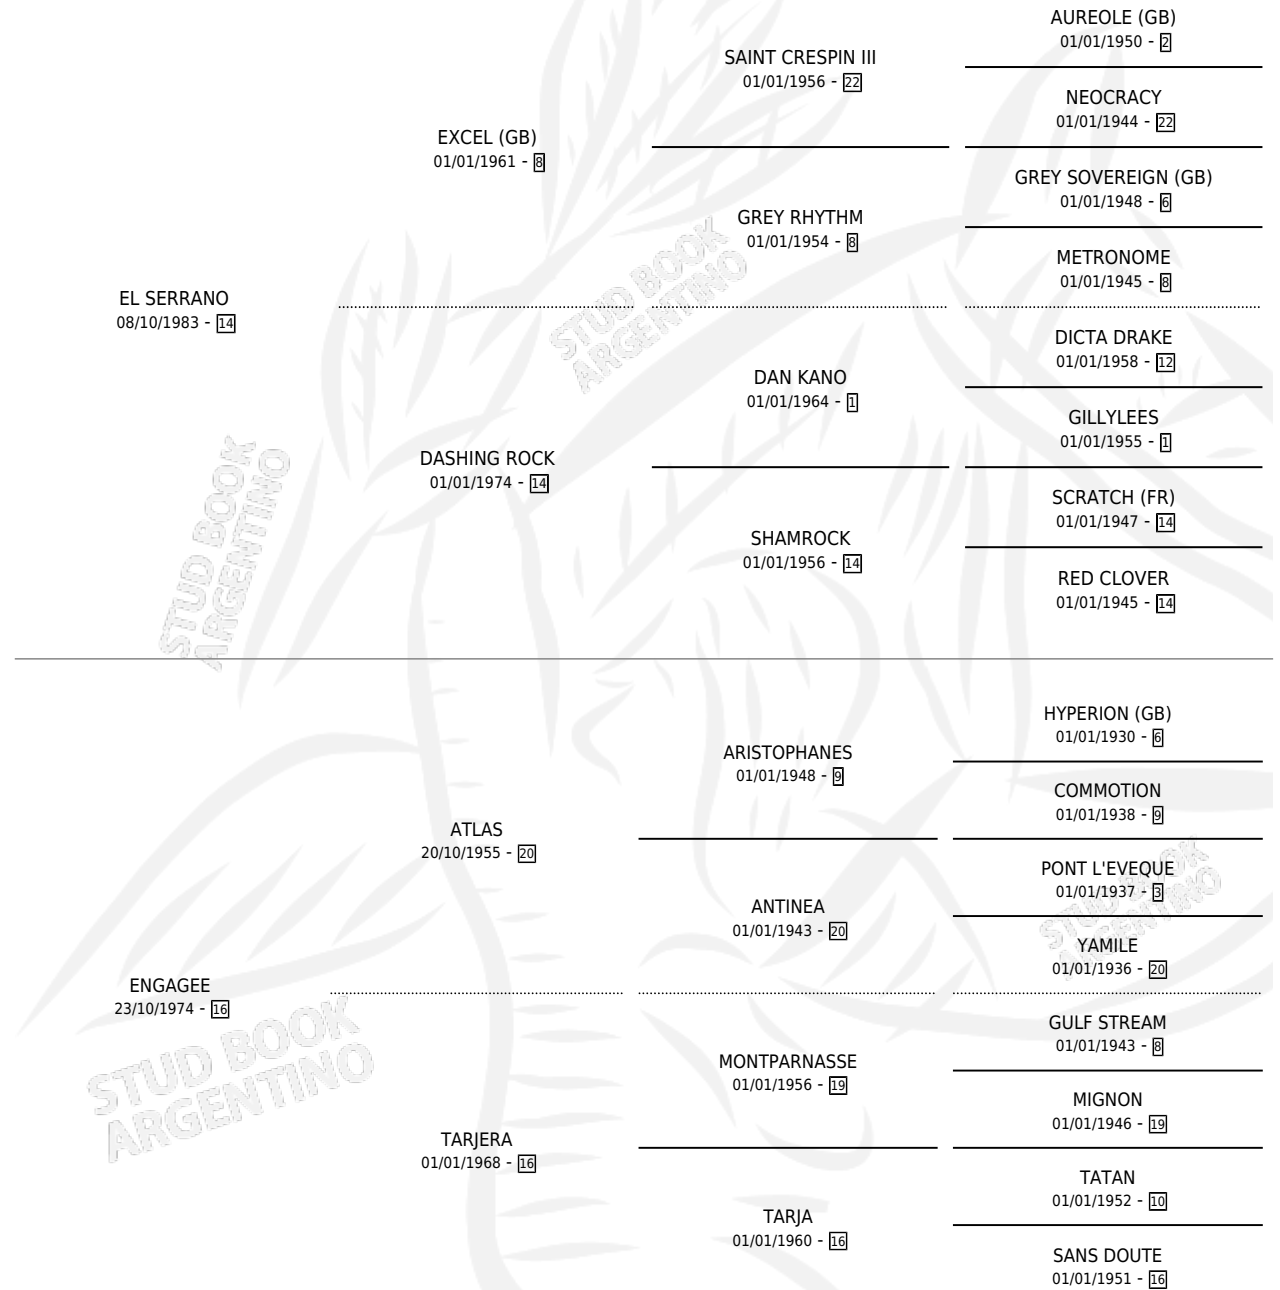 AUREOLE (GB)
01/01/1950 - 2
SAINT CRESPIN III
01/01/1956 - 22
NEOCRACY
01/01/1944 - 22
EXCEL (GB)
01/01/1961 - 8
GREY SOVEREIGN (GB)
01/01/1948 - 6
GREY RHYTHM
01/01/1954 - 8
METRONOME
01/01/1945 - 8
EL SERRANO
08/10/1983 - 14
DICTA DRAKE
01/01/1958 - 12
DAN KANO
01/01/1964 - 1
GILLYLEES
01/01/1955 - 1
DASHING ROCK
01/01/1974 - 14
SCRATCH (FR)
01/01/1947 - 14
SHAMROCK
01/01/1956 - 14
RED CLOVER
01/01/1945 - 14
HYPERION (GB)
01/01/1930 - 6
ARISTOPHANES
01/01/1948 - 9
COMMOTION
01/01/1938 - 9
ATLAS
20/10/1955 - 20
PONT L'EVEQUE
01/01/1937 - 3
ANTINEA
01/01/1943 - 20
YAMILE
01/01/1936 - 20
ENGAGEE
23/10/1974 - 16
GULF STREAM
01/01/1943 - 8
MONTPARNASSE
01/01/1956 - 19
MIGNON
01/01/1946 - 19
TARJERA
01/01/1968 - 16
TATAN
01/01/1952 - 10
TARJA
01/01/1960 - 16
SANS DOUTE
01/01/1951 - 16
STUD BOOK
ARGENTINO
STUD BOOK
ARGENTINO
STUD BOOK
ARGENTINO
STUD BOOK
ARGENTINO